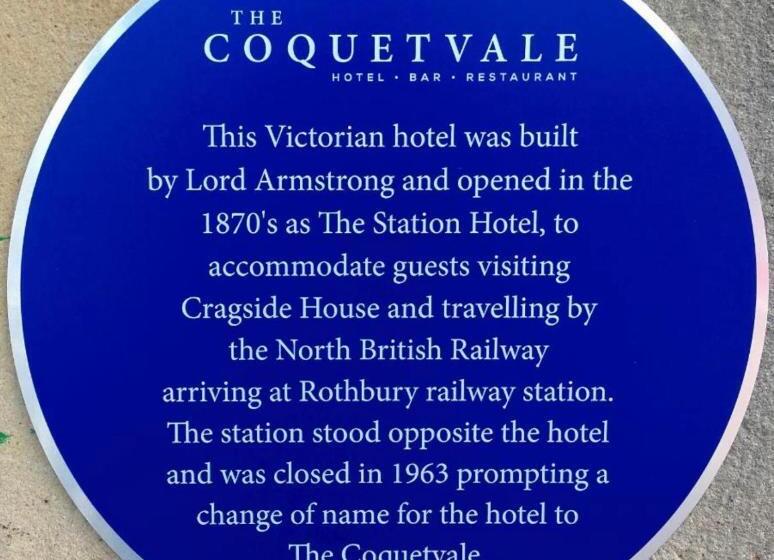 THE
COQUETVALE
HOTEL · BAR · RESTAURANT
This Victorian hotel was built
by Lord Armstrong and opened in the
1870's as The Station Hotel, to
accommodate guests visiting
Cragside House and travelling by
the North British Railway
arriving at Rothbury railway station.
The station stood opposite the hotel
and was closed in 1963 prompting a
change of name for the hotel to
The Coquetvale